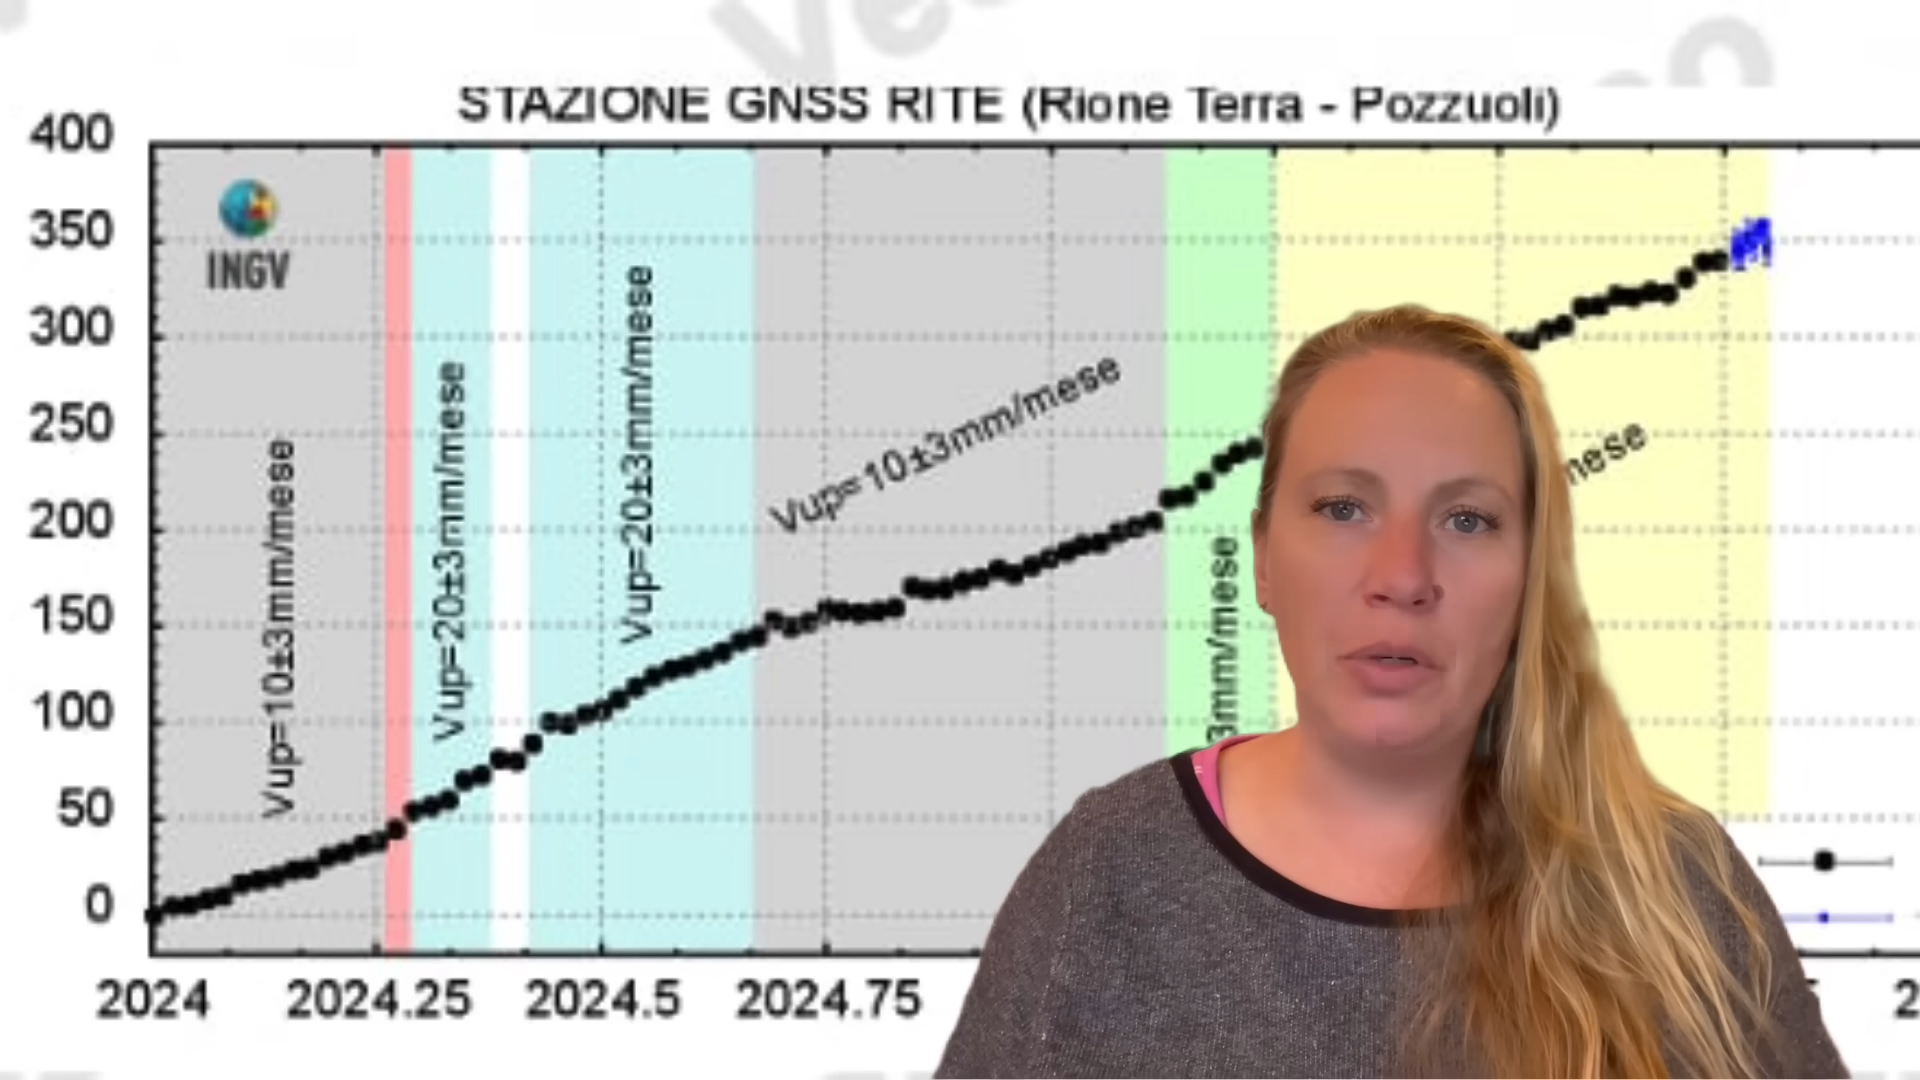 STAZIONE GNSS RITE (Rione Terra - Pozzuoli)
400
350
300
250
200
150
100
50
0
INGV
Vup=10±3mm/mese
Vup=20±3mm/mese
Vup=20±3mm/mese
Vup=10±3mm/mese
3mm/mese
mese
2024
2024.25
2024.5
2024.75